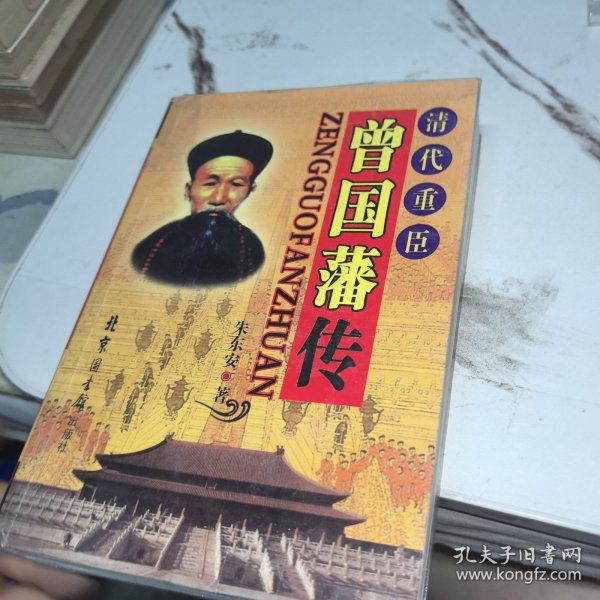 清代重臣
曾国藩传
ZENGGUOFANZHUAN
朱东安 著
北京图书馆出版社
孔夫子旧书网
www.kongfz.com